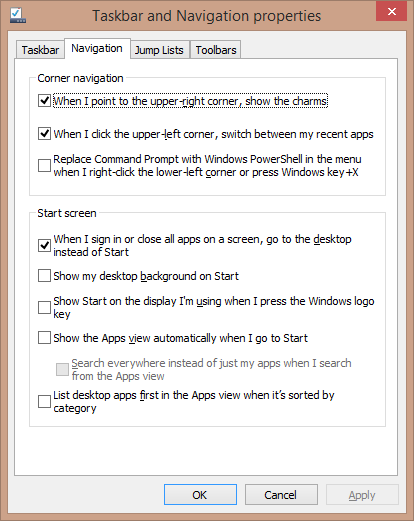 Taskbar and Navigation properties
Taskbar Navigation Jump Lists Toolbars
Corner navigation
When I point to the upper-right corner, show the charms
When I click the upper-left corner, switch between my recent apps
Replace Command Prompt with Windows PowerShell in the menu
when I right-click the lower-left corner or press Windows key+X
Start screen
When I sign in or close all apps on a screen, go to the desktop
instead of Start
Show my desktop background on Start
Show Start on the display I'm using when I press the Windows logo
key
Show the Apps view automatically when I go to Start
Search everywhere instead of just my apps when I search
from the Apps view
List desktop apps first in the Apps view when it's sorted by
category
OK Cancel Apply